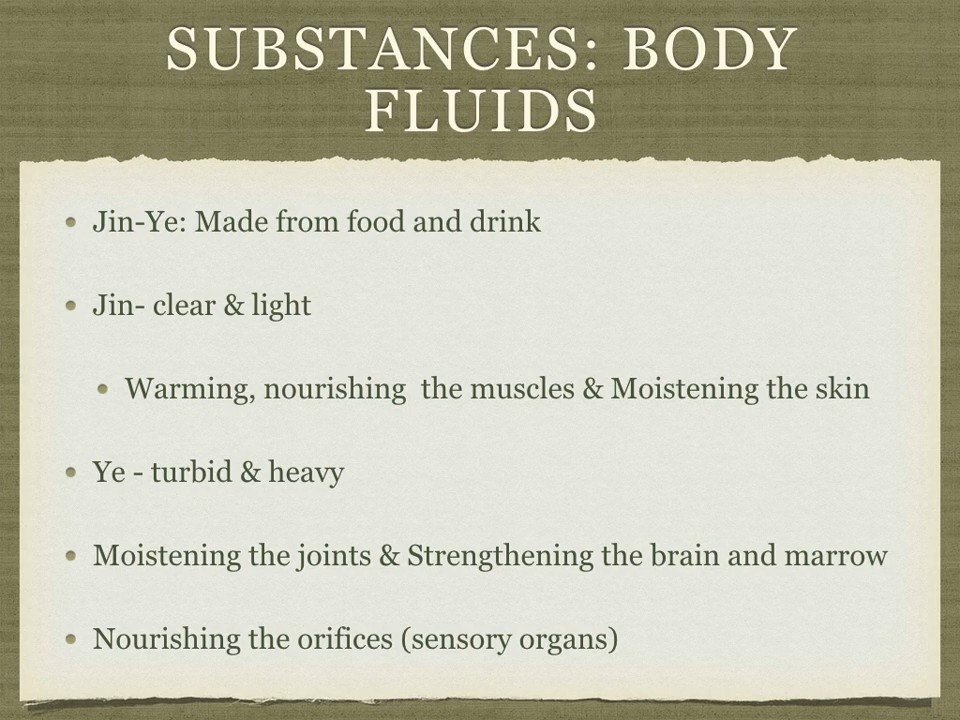 SUBSTANCES: BODY
FLUIDS
• Jin-Ye: Made from food and drink
• Jin- clear & light
• Warming, nourishing  the muscles & Moistening the skin
• Ye - turbid & heavy
• Moistening the joints & Strengthening the brain and marrow
• Nourishing the orifices (sensory organs)